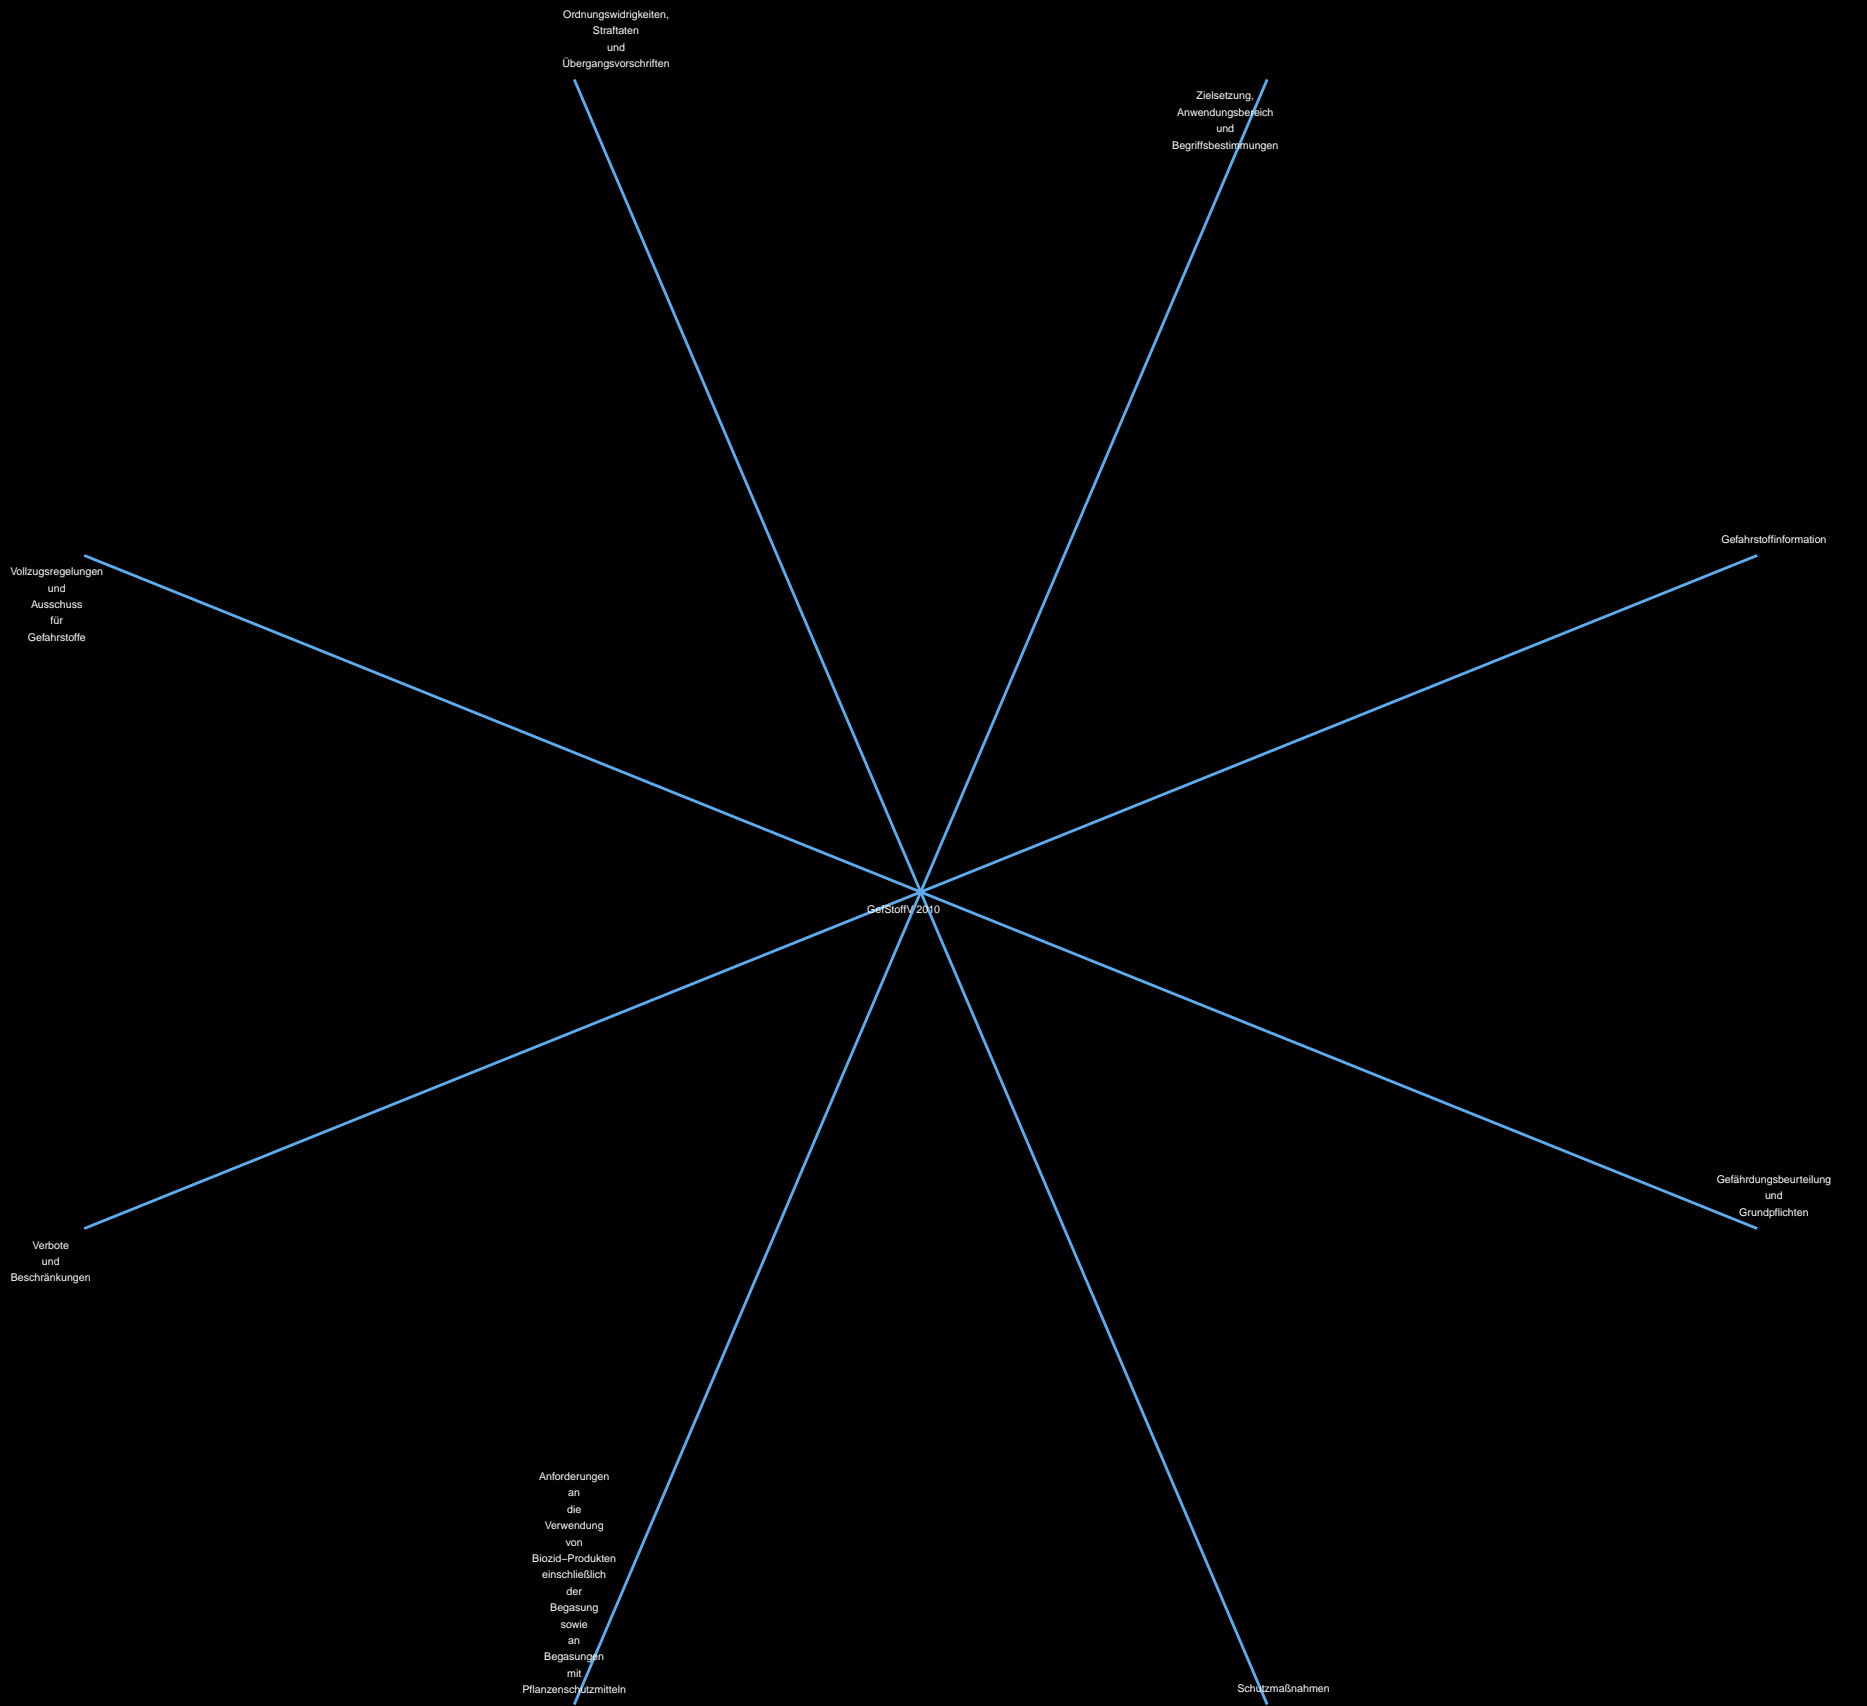 Ordnungswidrigkeiten,
Straftaten
und
Übergangsvorschriften
Zielsetzung,
Anwendungsbereich
und
Begriffsbestimmungen
Gefahrstoffinformation
Vollzugsregelungen
und
Ausschuss
für
Gefahrstoffe
GefStoffV 2010
Gefährdungsbeurteilung
und
Grundpflichten
Verbote
und
Beschränkungen
Anforderungen
an
die
Verwendung
von
Biozid–Produkten
einschließlich
der
Begasung
sowie
an
Begasungen
mit
Pflanzenschutzmitteln
Schutzmaßnahmen